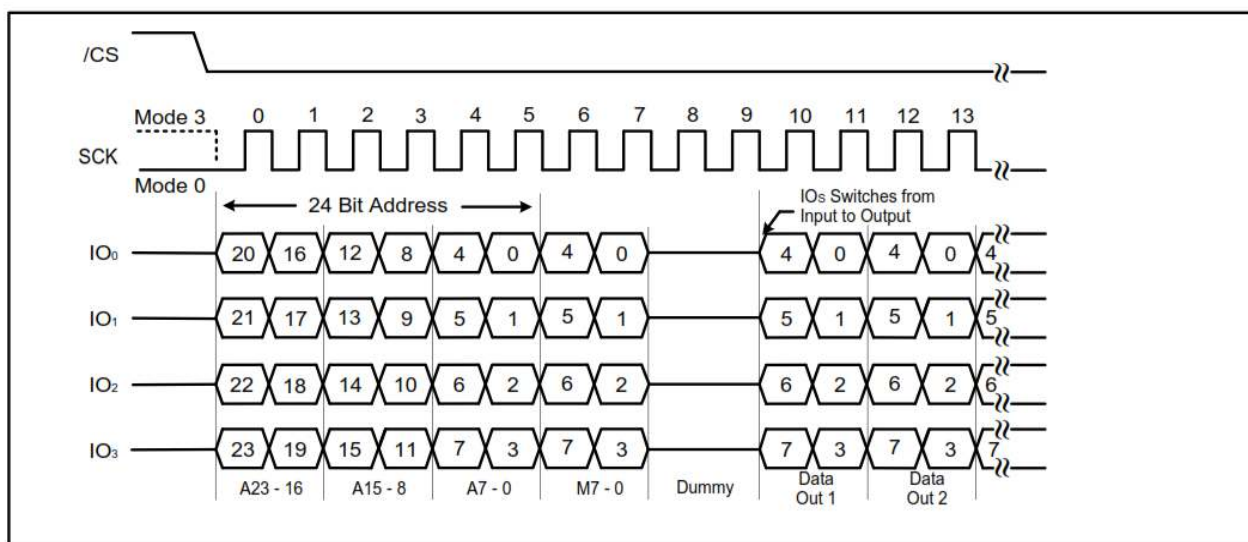 /CS
Mode 3 0 1 2 3 4 5 6 7 8 9 10 11 12 13
SCK
Mode 0
24 Bit Address
IOs Switches from
Input to Output
IO0 20 16 12 8 4 0 4 0 4 0 4 0 4
IO1 21 17 13 9 5 1 5 1 5 1 5 1 5
IO2 22 18 14 10 6 2 6 2 6 2 6 2 6
IO3 23 19 15 11 7 3 7 3 7 3 7 3 7
A23 - 16 A15 - 8 A7 - 0 M7 - 0 Dummy Data Data
Out 1 Out 2